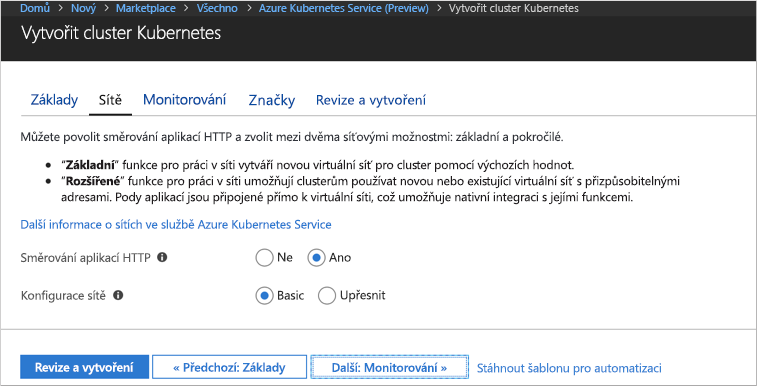 Domů > Nový > Marketplace > Všechno > Azure Kubernetes Service (Preview) > Vytvořit cluster Kubernetes
Vytvořit cluster Kubernetes
Základy Sítě Monitorování Značky Revize a vytvoření
Můžete povolit směrování aplikací HTTP a zvolit mezi dvěma síťovými možnostmi: základní a pokročilé.
• "Základní" funkce pro práci v síti vytváří novou virtuální síť pro cluster pomocí výchozích hodnot.
• "Rozšířené" funkce pro práci v síti umožňují clusterům používat novou nebo existující virtuální síť s přizpůsobitelnými
adresami. Pody aplikací jsou připojené přímo k virtuální síti, což umožňuje nativní integraci s jejími funkcemi.
Další informace o sítích ve službě Azure Kubernetes Service
Směrování aplikací HTTP Ne Ano
Konfigurace sítě Basic Upřesnit
Revize a vytvoření « Předchozí: Základy Další: Monitorování » Stáhnout šablonu pro automatizaci